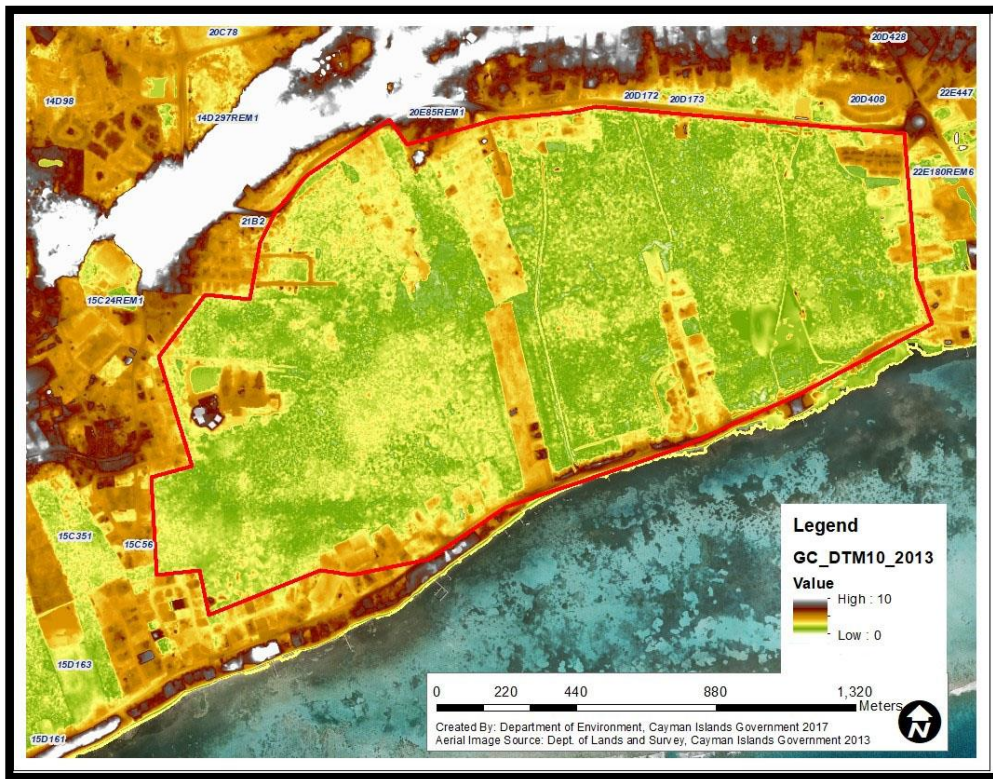 20C78
20D428
14D98
20D172
20D173
22E447
20D408
14D297REM1
20E85REM1
22E180REM6
21B2
15C24REM1
15C351
15C56
15D163
15D161
Legend
GC_DTM10_2013
Value
High : 10
Low : 0
0 220 440 880 1,320
Meters
N
Created By: Department of Environment, Cayman Islands Government 2017
Aerial Image Source: Dept. of Lands and Survey, Cayman Islands Government 2013